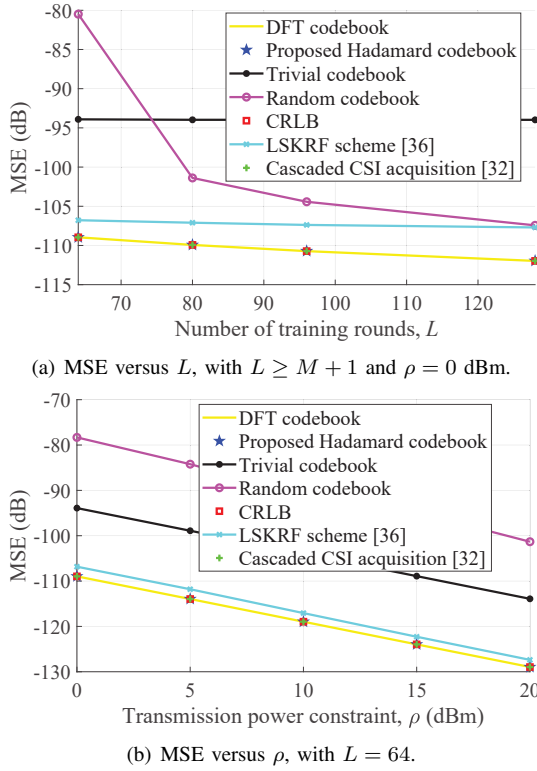 -80
-85
-90
-95
-100
-105
-110
-115
MSE (dB)
DFT codebook
Proposed Hadamard codebook
Trivial codebook
Random codebook
CRLB
LSKRF scheme [36]
Cascaded CSI acquisition [32]
70 80 90 100 110 120
Number of training rounds, L
(a) MSE versus L, with L ≥ M + 1 and ρ = 0 dBm.
-70
-80
-90
-100
-110
-120
-130
MSE (dB)
DFT codebook
Proposed Hadamard codebook
Trivial codebook
Random codebook
CRLB
LSKRF scheme [36]
Cascaded CSI acquisition [32]
0 5 10 15 20
Transmission power constraint, ρ (dBm)
(b) MSE versus ρ, with L = 64.